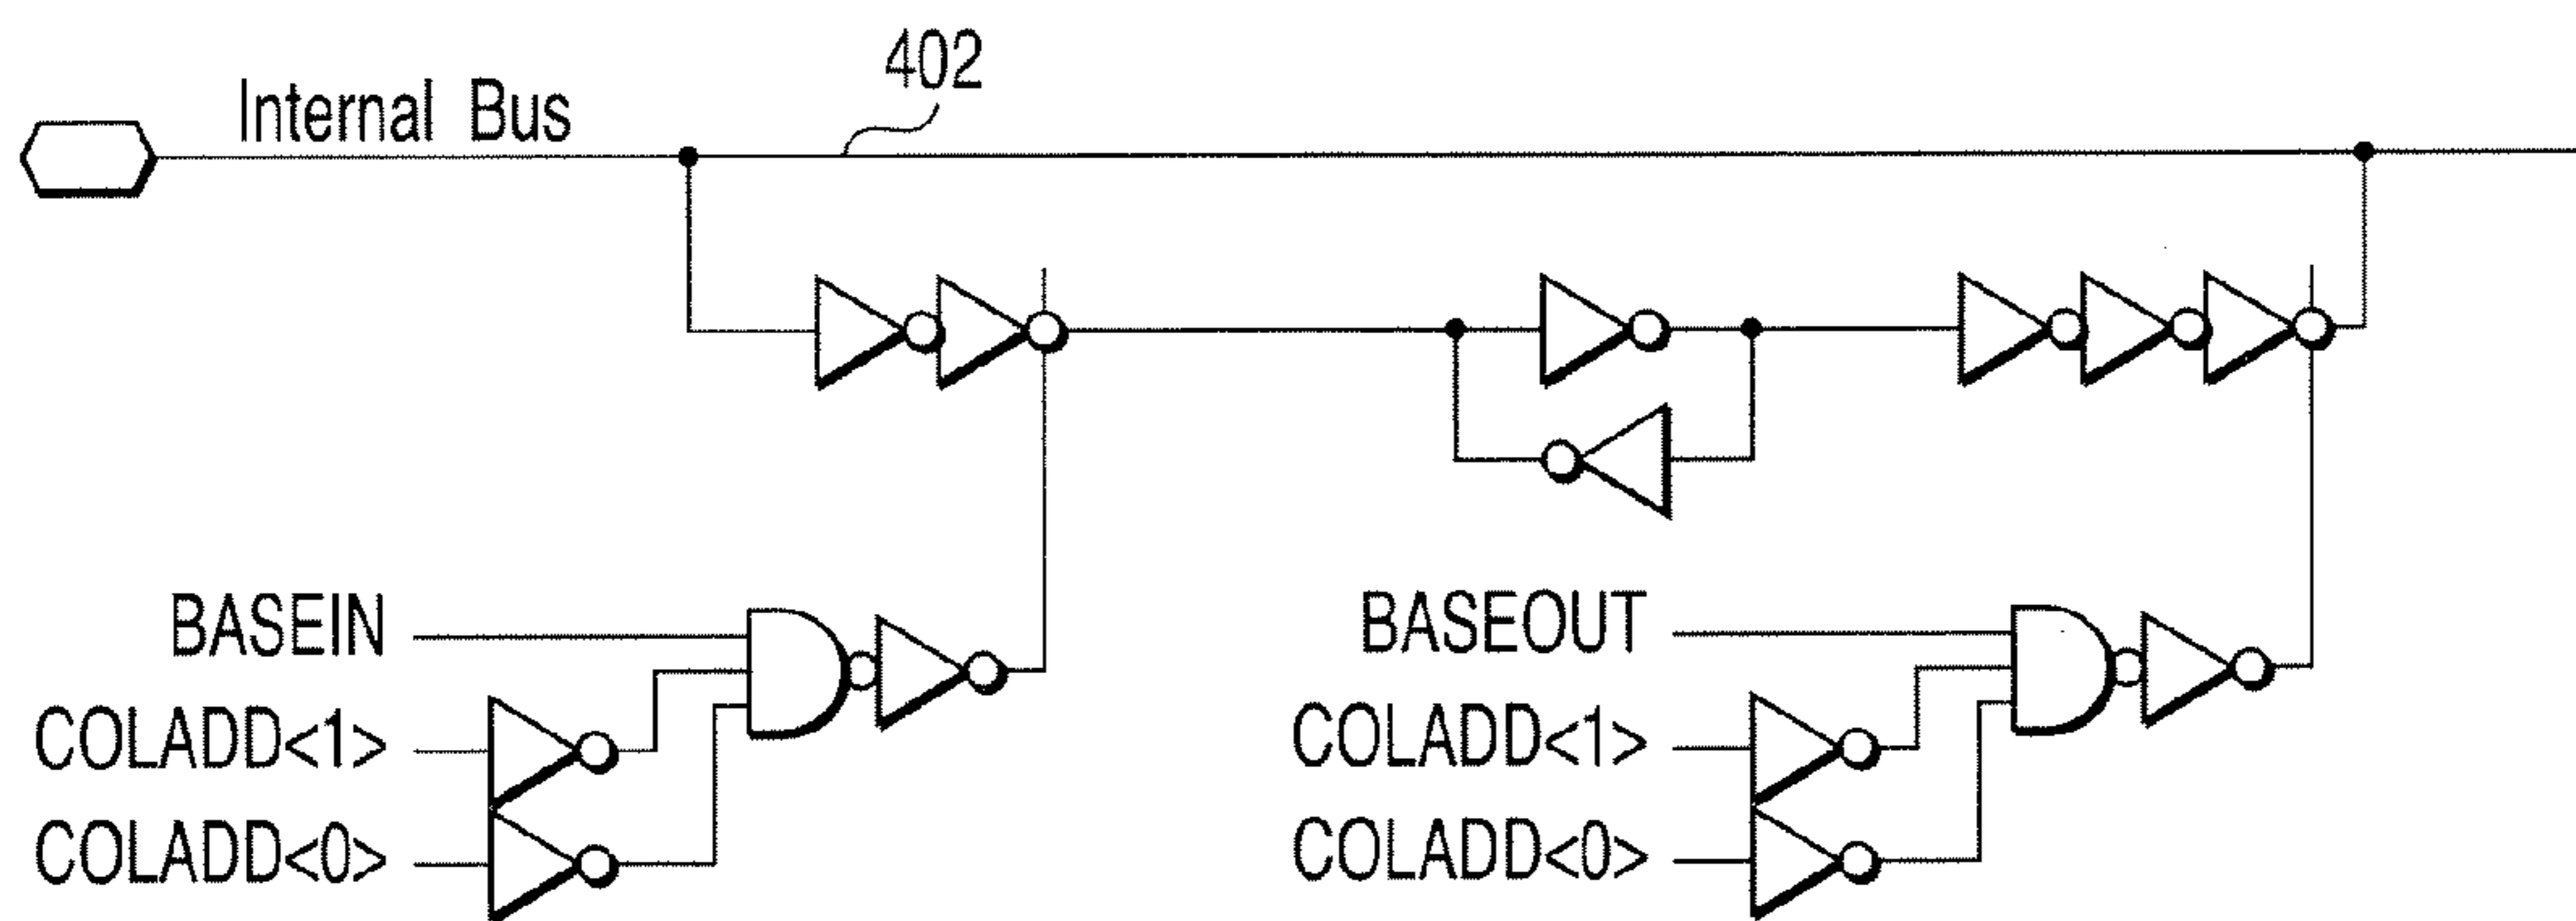 402
Internal Bus
BASEIN
COLADD<1>
COLADD<0>
BASEOUT
COLADD<1>
COLADD<0>